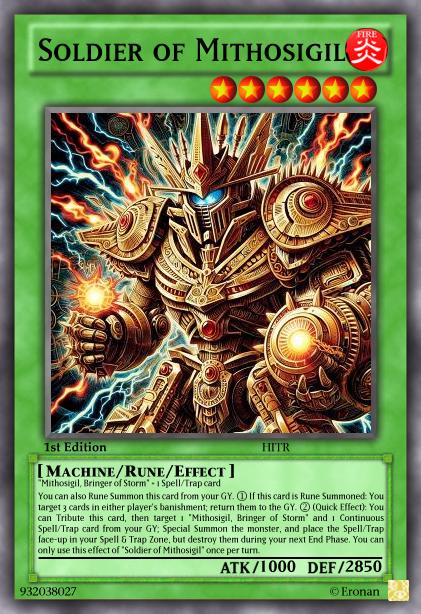 SOLDIER OF MITHOSIGIL
FIRE
炎
1st Edition
HITR
[ MACHINE/RUNE/EFFECT ]
"Mithosigil, Bringer of Storm" + 1 Spell/Trap card
You can also Rune Summon this card from your GY. ① If this card is Rune Summoned: You
target 3 cards in either player's banishment; return them to the GY. ② (Quick Effect): You
can Tribute this card, then target 1 "Mithosigil, Bringer of Storm" and 1 Continuous
Spell/Trap card from your GY; Special Summon the monster, and place the Spell/Trap
face-up in your Spell & Trap Zone, but destroy them during your next End Phase. You can
only use this effect of "Soldier of Mithosigil" once per turn.
ATK/1000 DEF/2850
932038027
© Eronan